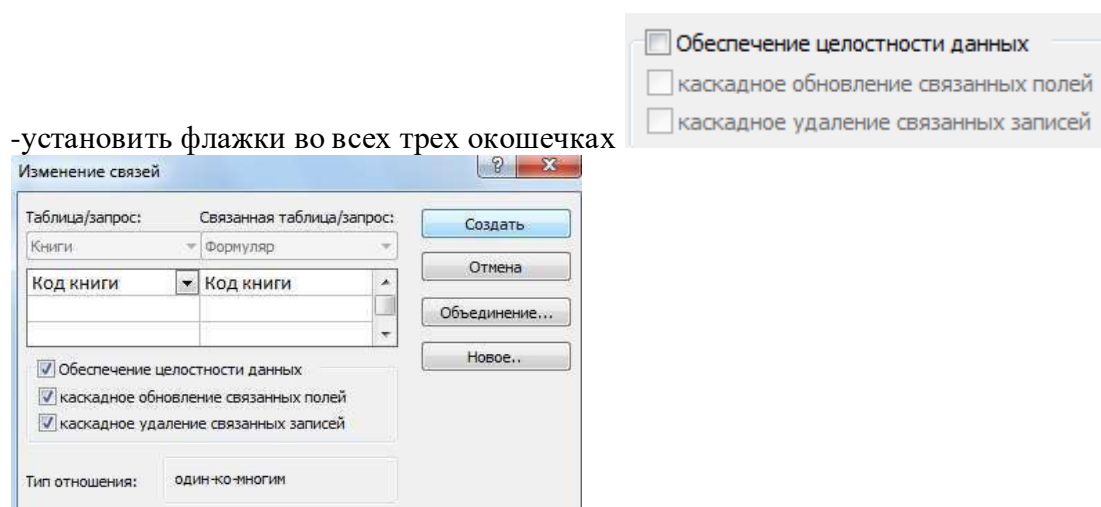 Обеспечение целостности данных
каскадное обновление связанных полей
каскадное удаление связанных записей
-установить флажки во всех трех окошечках
Изменение связей
Таблица/запрос: Связанная таблица/запрос:
Создать
Книги Формуляр
Отмена
Код книги Код книги
Объединение...
Новое..
Обеспечение целостности данных
каскадное обновление связанных полей
каскадное удаление связанных записей
Тип отношения: один-ко-многим